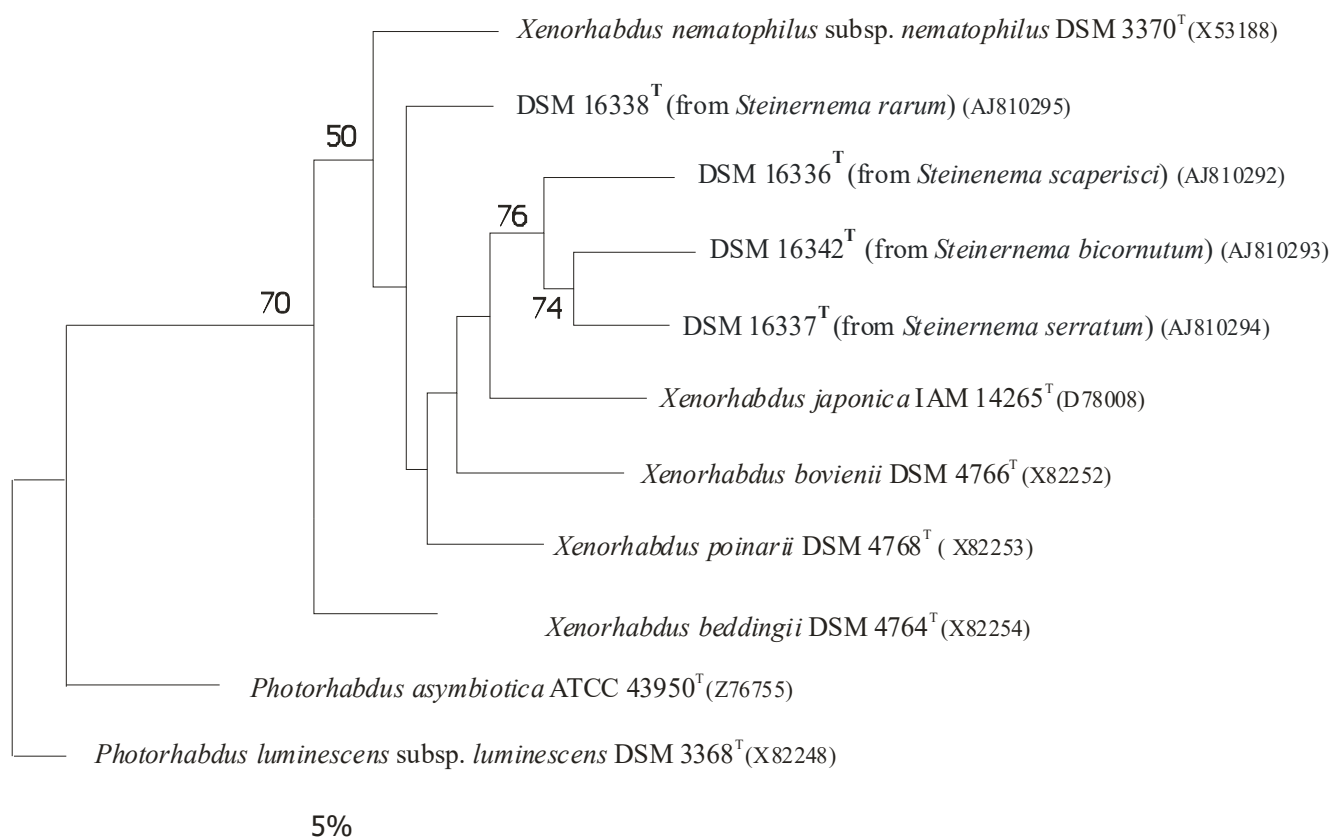 Xenorhabdus nematophilus subsp. nematophilus DSM 3370ᵀ (X53188)
50
DSM 16338ᵀ (from Steinernema rarum) (AJ810295)
DSM 16336ᵀ (from Steinenema scaperisci) (AJ810292)
76
DSM 16342ᵀ (from Steinernema bicornutum) (AJ810293)
70
74
DSM 16337ᵀ (from Steinernema serratum) (AJ810294)
Xenorhabdus japonica IAM 14265ᵀ (D78008)
Xenorhabdus bovienii DSM 4766ᵀ (X82252)
Xenorhabdus poinarii DSM 4768ᵀ ( X82253)
Xenorhabdus beddingii DSM 4764ᵀ (X82254)
Photorhabdus asymbiotica ATCC 43950ᵀ (Z76755)
Photorhabdus luminescens subsp. luminescens DSM 3368ᵀ (X82248)
5%